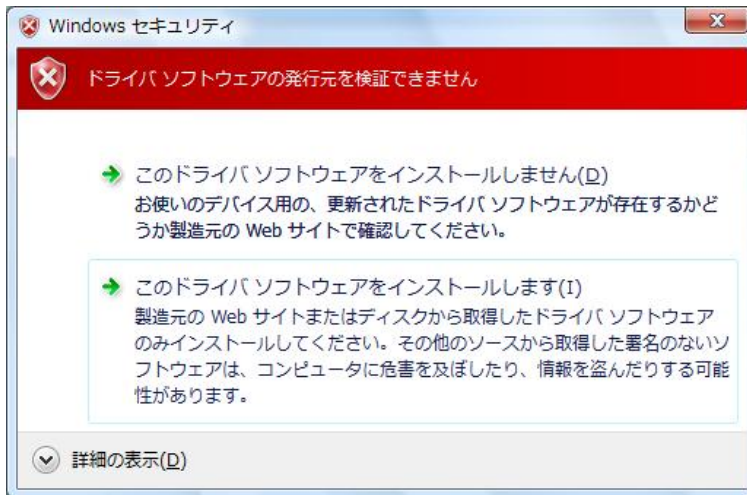 Windows セキュリティ
ドライバ ソフトウェアの発行元を検証できません
このドライバ ソフトウェアをインストールしません(D)
お使いのデバイス用の、更新されたドライバ ソフトウェアが存在するかど
うか製造元の Web サイトで確認してください。
このドライバ ソフトウェアをインストールします(I)
製造元の Web サイトまたはディスクから取得したドライバ ソフトウェア
のみインストールしてください。その他のソースから取得した署名のないソ
フトウェアは、コンピュータに危害を及ぼしたり、情報を盗んだりする可能
性があります。
詳細の表示(D)